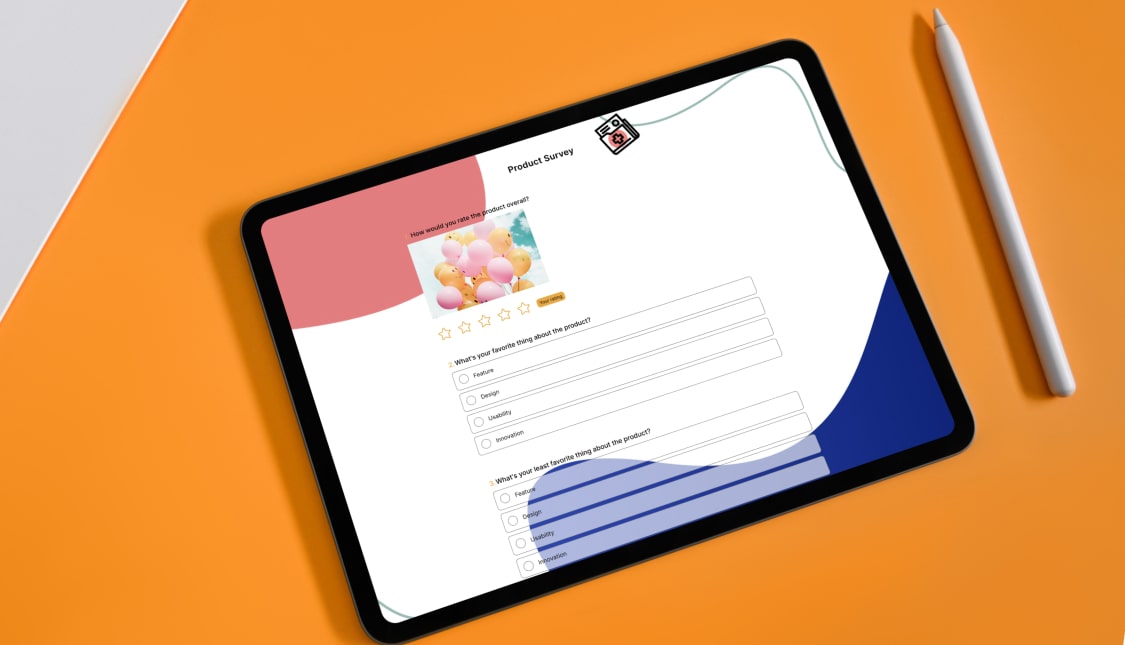 Product Survey
How would you rate the product overall?
Your rating
2. What's your favorite thing about the product?
Feature
Design
Usability
Innovation
3. What's your least favorite thing about the product?
Feature
Design
Usability
Innovation